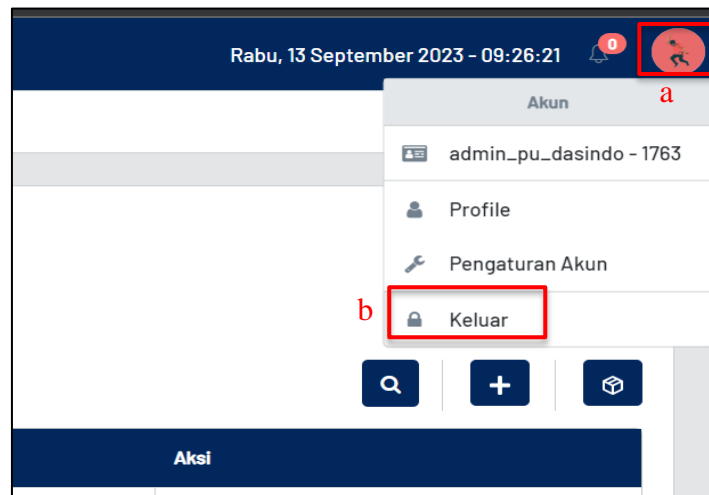 Rabu, 13 September 2023 - 09:26:21
0
a
Akun
admin_pu_dasindo - 1763
Profile
Pengaturan Akun
b
Keluar
Aksi